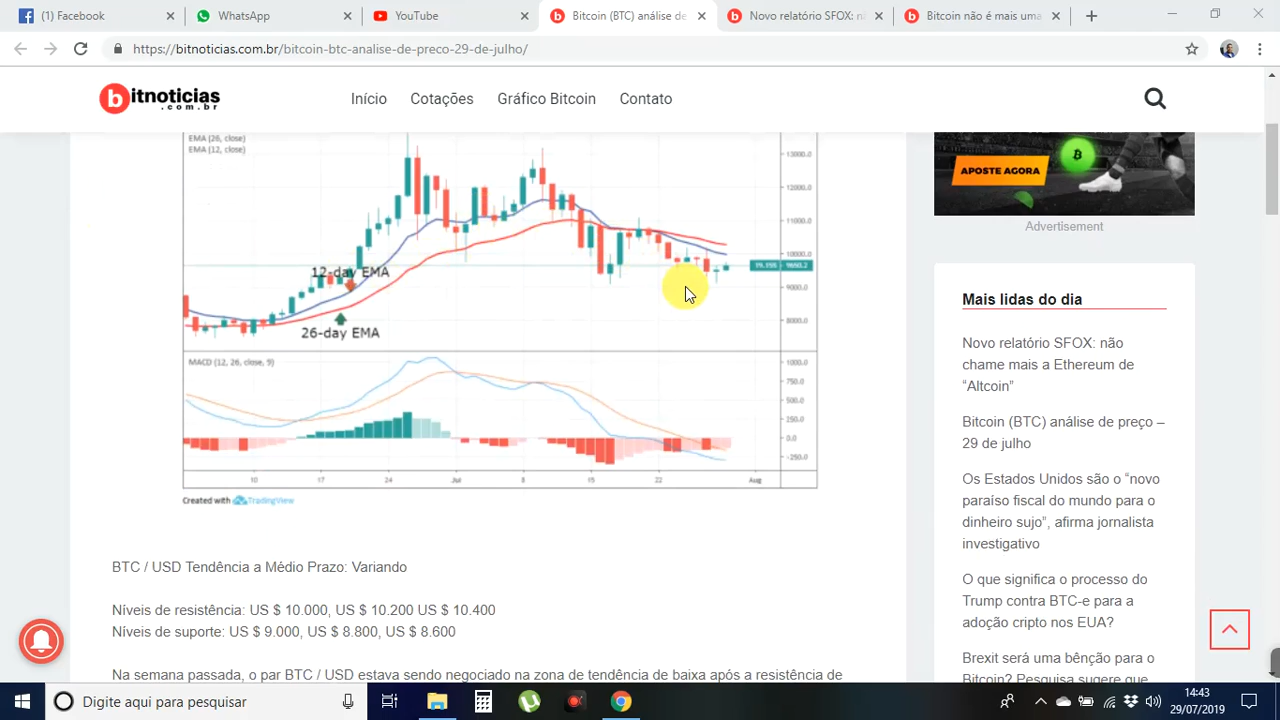 (1) Facebook
WhatsApp
YouTube
Bitcoin (BTC) análise de
Novo relatório SFOX: n
Bitcoin não é mais uma
https://bitnoticias.com.br/bitcoin-btc-analise-de-preco-29-de-julho/
bitnoticias
.com.br
Início
Cotações
Gráfico Bitcoin
Contato
EMA (26, close)
EMA (12, close)
13000.0
12000.0
11000.0
10000.0
9650.2
9000.0
8000.0
12-day EMA
26-day EMA
MACD (12, 26, close, 9)
1000.0
750.0
500.0
250.0
0.0
-250.0
10
17
24
Jul
8
15
22
Aug
Created with TradingView
BTC / USD Tendência a Médio Prazo: Variando
Níveis de resistência: US $ 10.000, US $ 10.200 US $ 10.400
Níveis de suporte: US $ 9.000, US $ 8.800, US $ 8.600
Na semana passada, o par BTC / USD estava sendo negociado na zona de tendência de baixa após a resistência de
APOSTE AGORA
Advertisement
Mais lidas do dia
Novo relatório SFOX: não
chame mais a Ethereum de
“Altcoin”
Bitcoin (BTC) análise de preço –
29 de julho
Os Estados Unidos são o “novo
paraíso fiscal do mundo para o
dinheiro sujo”, afirma jornalista
investigativo
O que significa o processo do
Trump contra BTC-e para a
adoção cripto nos EUA?
Brexit será uma bênção para o
Bitcoin? Pesquisa sugere que
Digite aqui para pesquisar
14:43
29/07/2019